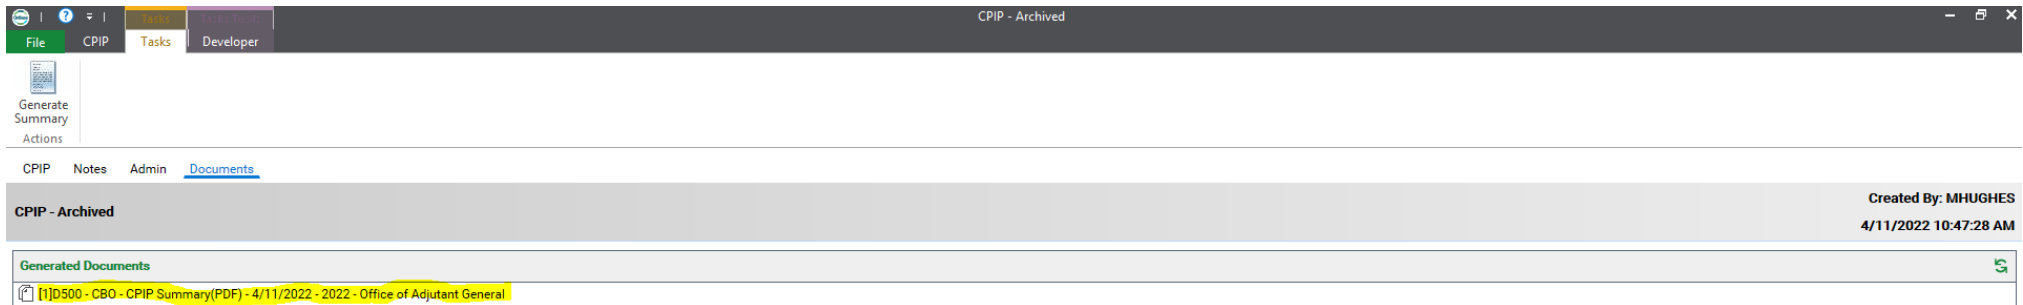 Tasks
CPIP - Archived
File CPIP Tasks Developer
Generate
Summary
Actions
CPIP Notes Admin Documents
Created By: MHUGHES
CPIP - Archived
4/11/2022 10:47:28 AM
Generated Documents
[1]D500 - CBO - CPIP Summary(PDF) - 4/11/2022 - 2022 - Office of Adjutant General